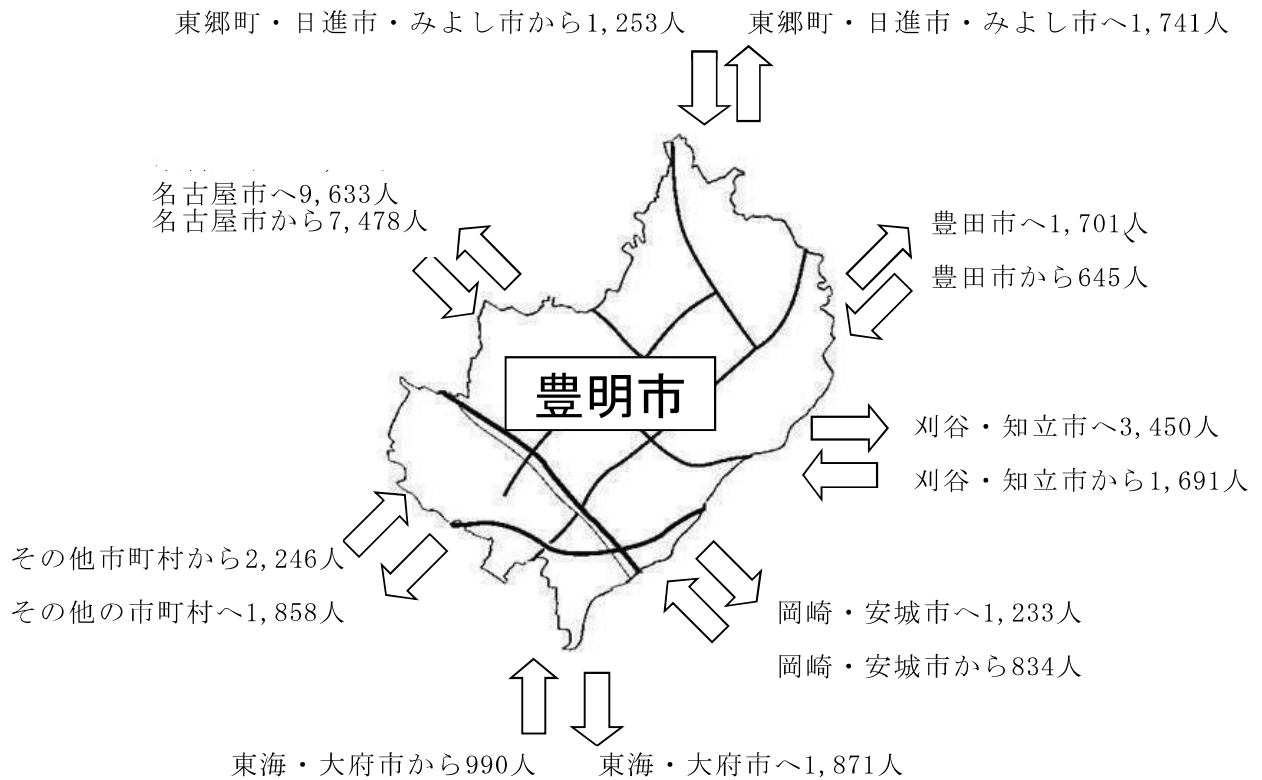 東郷町・日進市・みよし市から1,253人
東郷町・日進市・みよし市へ1,741人
名古屋市へ9,633人
名古屋市から7,478人
豊田市へ1,701人
豊田市から645人
豊明市
刈谷・知立市へ3,450人
刈谷・知立市から1,691人
その他市町村から2,246人
その他の市町村へ1,858人
岡崎・安城市へ1,233人
岡崎・安城市から834人
東海・大府市から990人
東海・大府市へ1,871人